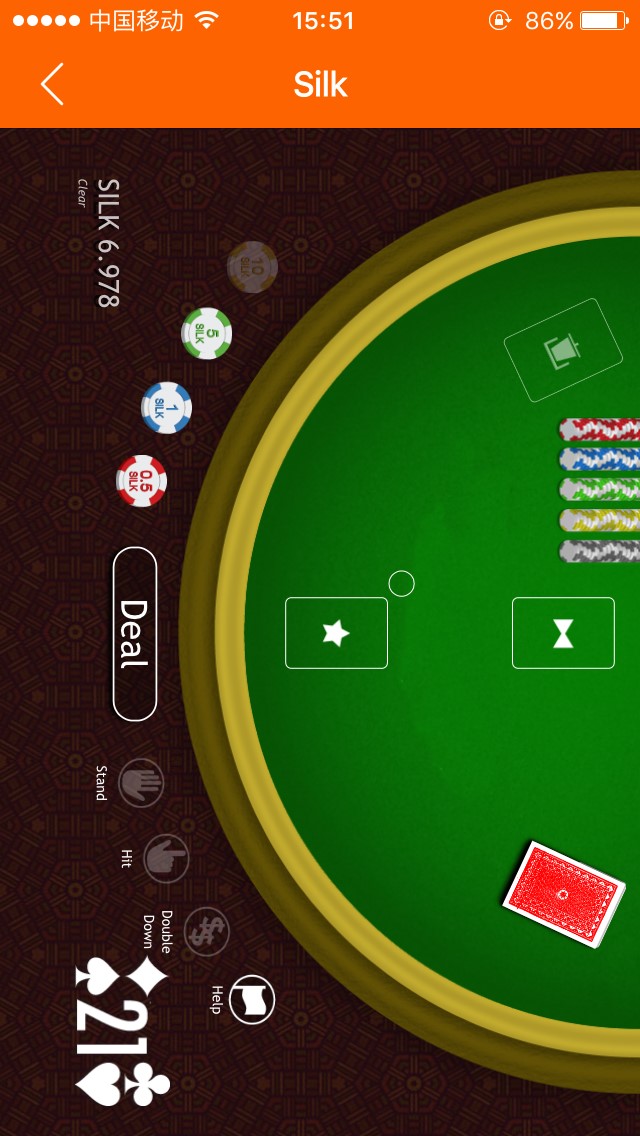 中国移动
15:51
86%
Silk
SILK 6.978
Clear
10
SILK
5
SILK
1
SILK
0.5
SILK
Deal
Stand
Hit
Double
Down
Help
21